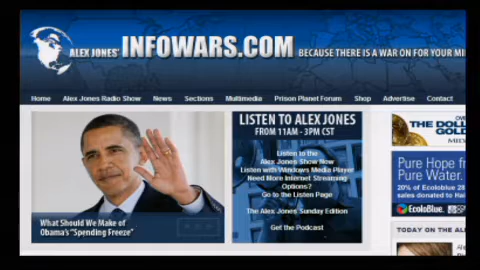 ALEX JONES' INFOWARS.COM BECAUSE THERE IS A WAR ON FOR YOUR
Home Alex Jones Radio Show News Sections Multimedia Prison Planet Forum Shop Advertise Contact
What Should We Make of
Obama's "Spending Freeze"
LISTEN TO ALEX JONES
FROM 11AM - 3PM CST
Listen to the
Alex Jones Show Now
Listen with Windows Media Player
Need More Internet Streaming
Options?
Go to the Listen Page
The Alex Jones Sunday Edition
Get the Podcast
THE DOLL
GOLD
Pure Hope f
Pure Water.
20% of Ecoloblue 28
sales donated to Hai
EcoloBlue.
TODAY ON THE AL